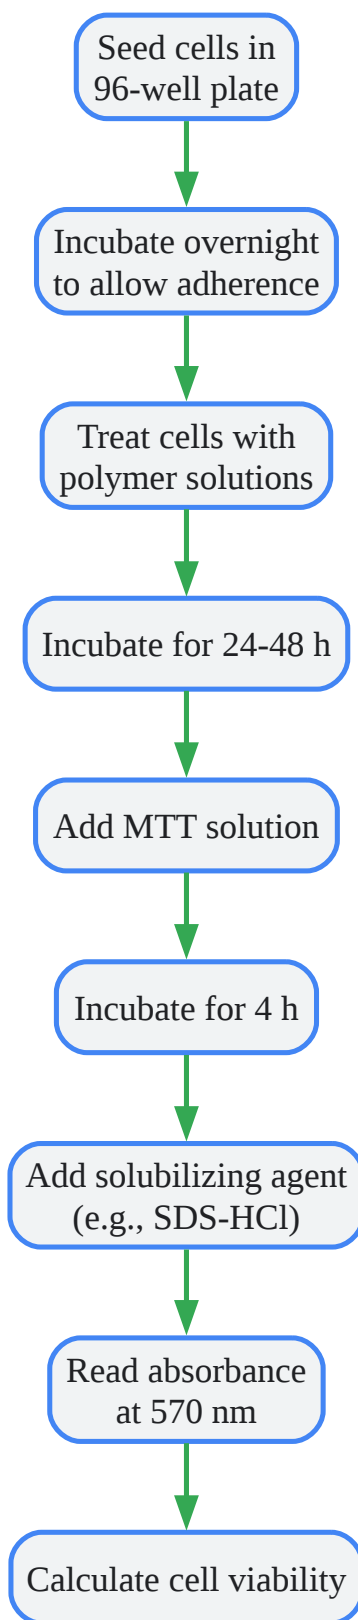 Seed cells in
96-well plate
Incubate overnight
to allow adherence
Treat cells with
polymer solutions
Incubate for 24-48 h
Add MTT solution
Incubate for 4 h
Add solubilizing agent
(e.g., SDS-HCl)
Read absorbance
at 570 nm
Calculate cell viability